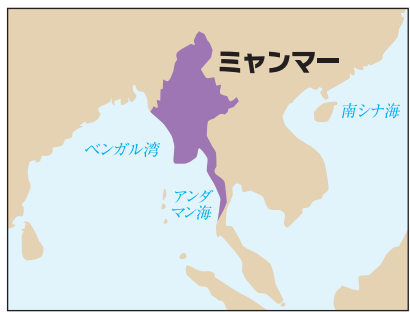 ミャンマー
南シナ海
ベンガル湾
アンダ
マン海